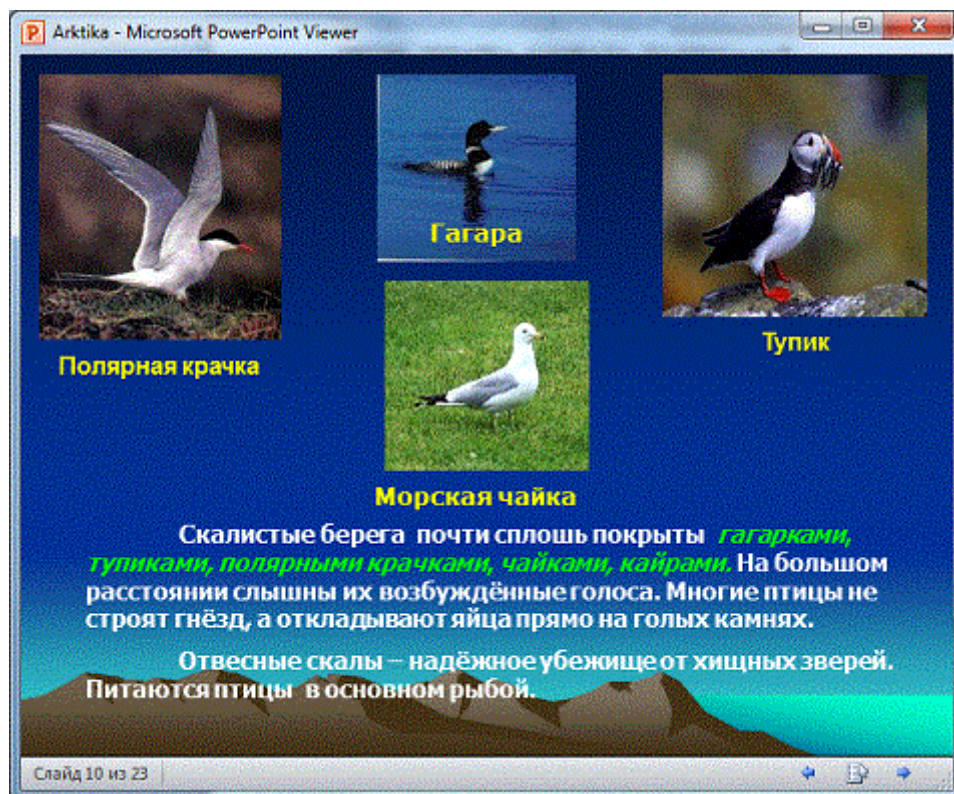 Arktika - Microsoft PowerPoint Viewer
Гагара
Тупик
Полярная крачка
Морская чайка
Скалистые берега почти сплошь покрыты гагарками,
тупиками, полярными крачками, чайками, кайрами. На большом
расстоянии слышны их возбуждённые голоса. Многие птицы не
строят гнёзд, а откладывают яйца прямо на голых камнях.
Отвесные скалы – надёжное убежище от хищных зверей.
Питаются птицы в основном рыбой.
Слайд 10 из 23